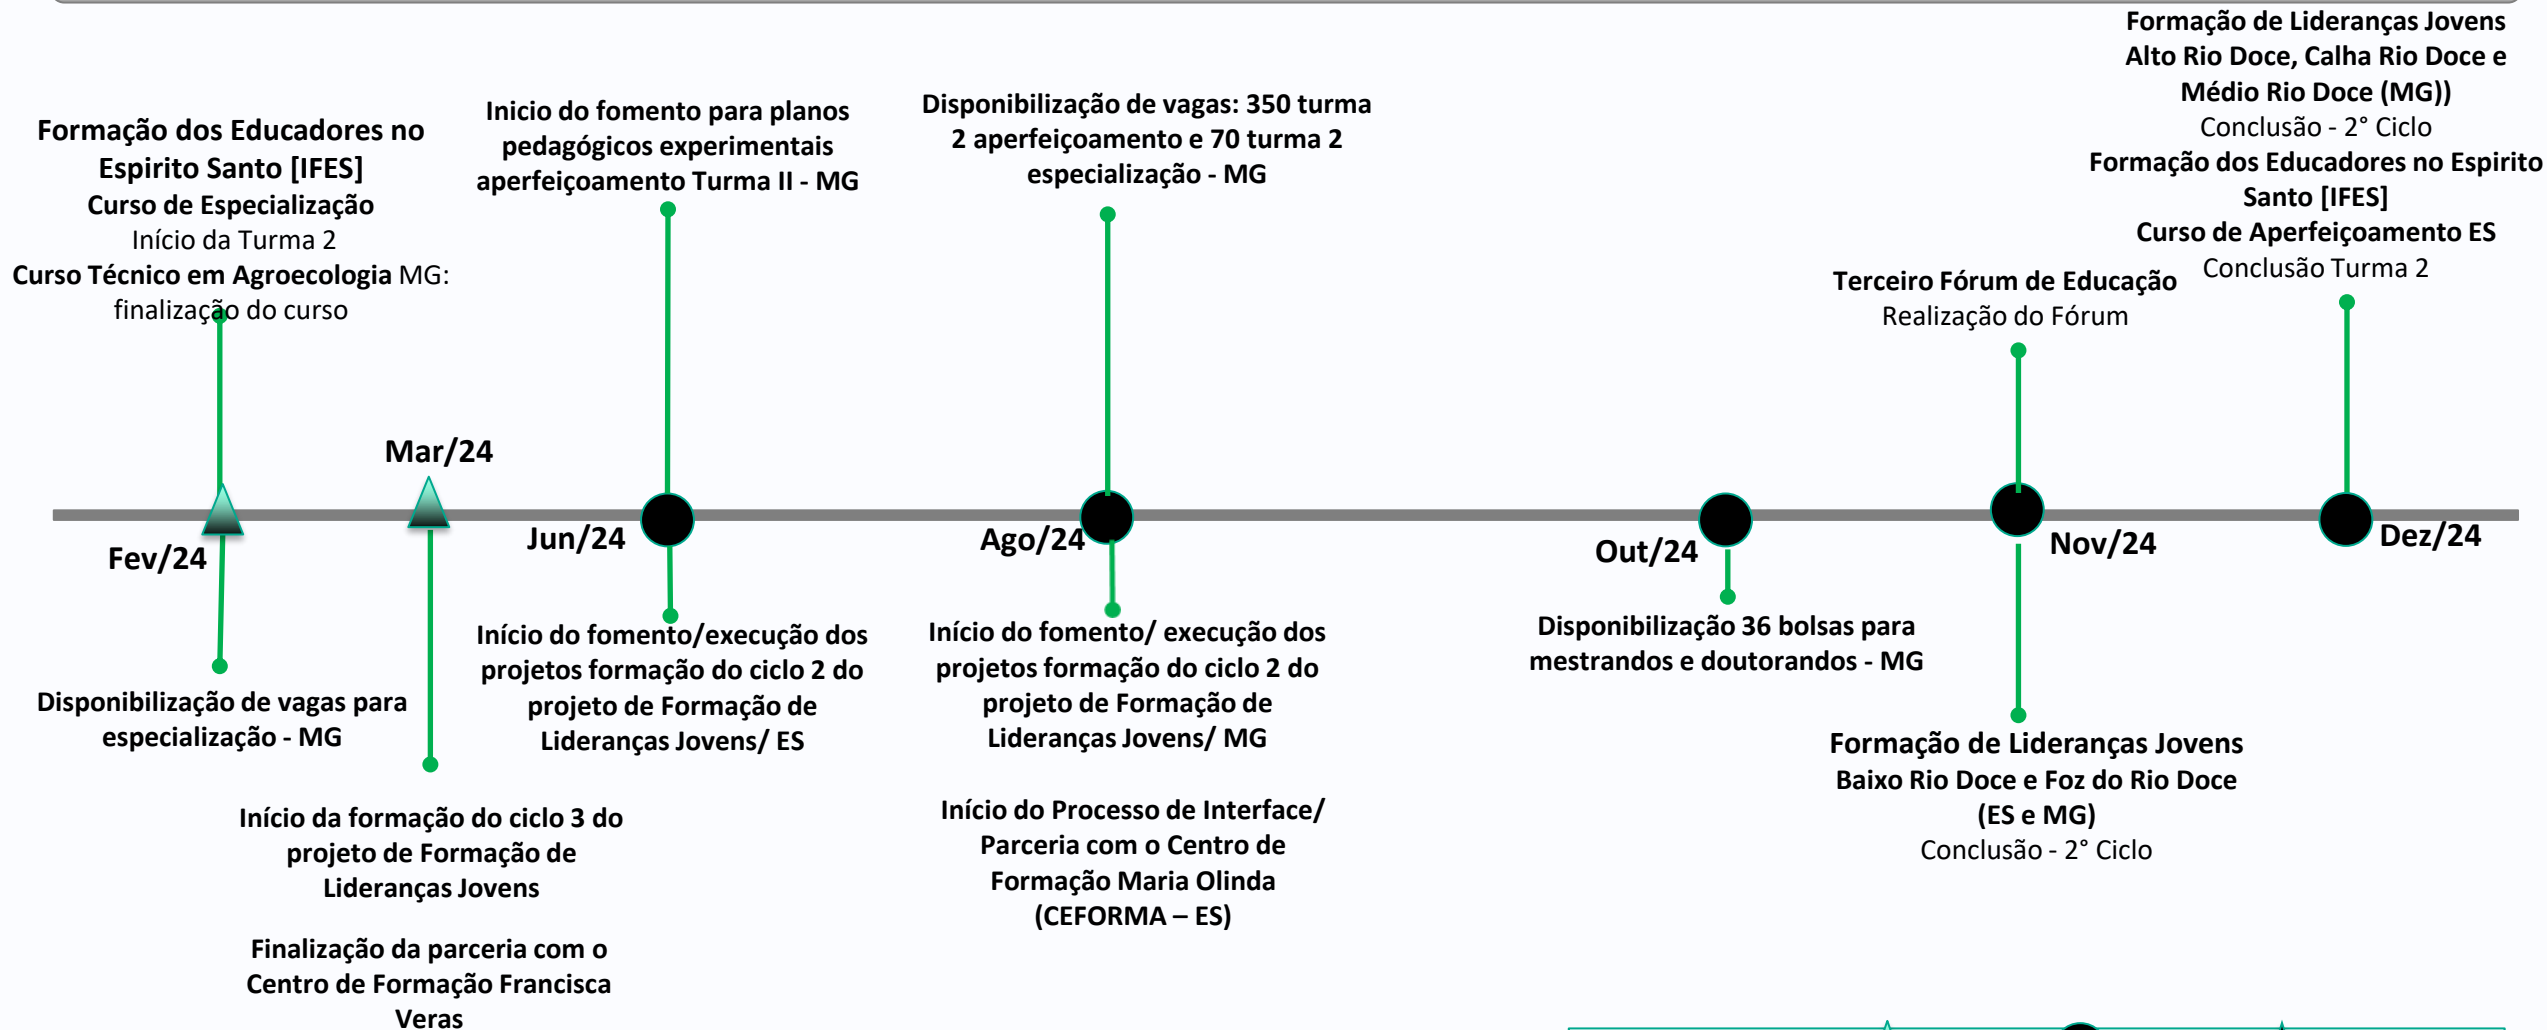 Formação dos Educadores no
Espirito Santo [IFES]
Curso de Especialização
Início da Turma 2
Curso Técnico em Agroecologia MG:
finalização do curso
Inicio do fomento para planos
pedagógicos experimentais
aperfeiçoamento Turma II - MG
Disponibilização de vagas: 350 turma
2 aperfeiçoamento e 70 turma 2
especialização - MG
Terceiro Fórum de Educação
Realização do Fórum
Formação de Lideranças Jovens
Alto Rio Doce, Calha Rio Doce e
Médio Rio Doce (MG))
Conclusão - 2° Ciclo
Formação dos Educadores no Espirito
Santo [IFES]
Curso de Aperfeiçoamento ES
Conclusão Turma 2
Fev/24
Mar/24
Jun/24
Ago/24
Out/24
Nov/24
Dez/24
Disponibilização de vagas para
especialização - MG
Início da formação do ciclo 3 do
projeto de Formação de
Lideranças Jovens
Finalização da parceria com o
Centro de Formação Francisca
Veras
Início do fomento/execução dos
projetos formação do ciclo 2 do
projeto de Formação de
Lideranças Jovens/ ES
Início do fomento/ execução dos
projetos formação do ciclo 2 do
projeto de Formação de
Lideranças Jovens/ MG
Início do Processo de Interface/
Parceria com o Centro de
Formação Maria Olinda
(CEFORMA – ES)
Disponibilização 36 bolsas para
mestrandos e doutorandos - MG
Formação de Lideranças Jovens
Baixo Rio Doce e Foz do Rio Doce
(ES e MG)
Conclusão - 2° Ciclo